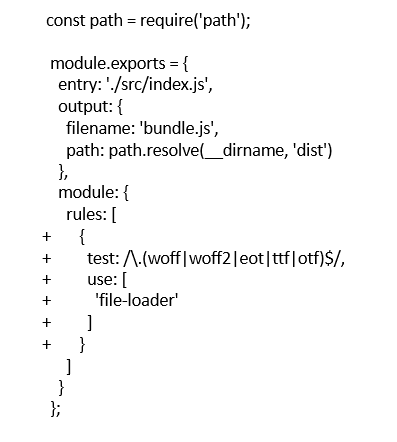 const path = require('path');
module.exports = {
entry: './src/index.js',
output: {
filename: 'bundle.js',
path: path.resolve(__dirname, 'dist')
},
module: {
rules: [
+ {
+ test: /\.(woff|woff2|eot|ttf|otf)$/,
+ use: [
+ 'file-loader'
+ ]
+ }
]
}
};